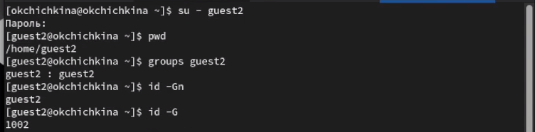 [okchichkina@okchichkina ~]$ su - guest2
Пароль:
[guest2@okchichkina ~]$ pwd
/home/guest2
[guest2@okchichkina ~]$ groups guest2
guest2 : guest2
[guest2@okchichkina ~]$ id -Gn
guest2
[guest2@okchichkina ~]$ id -G
1002